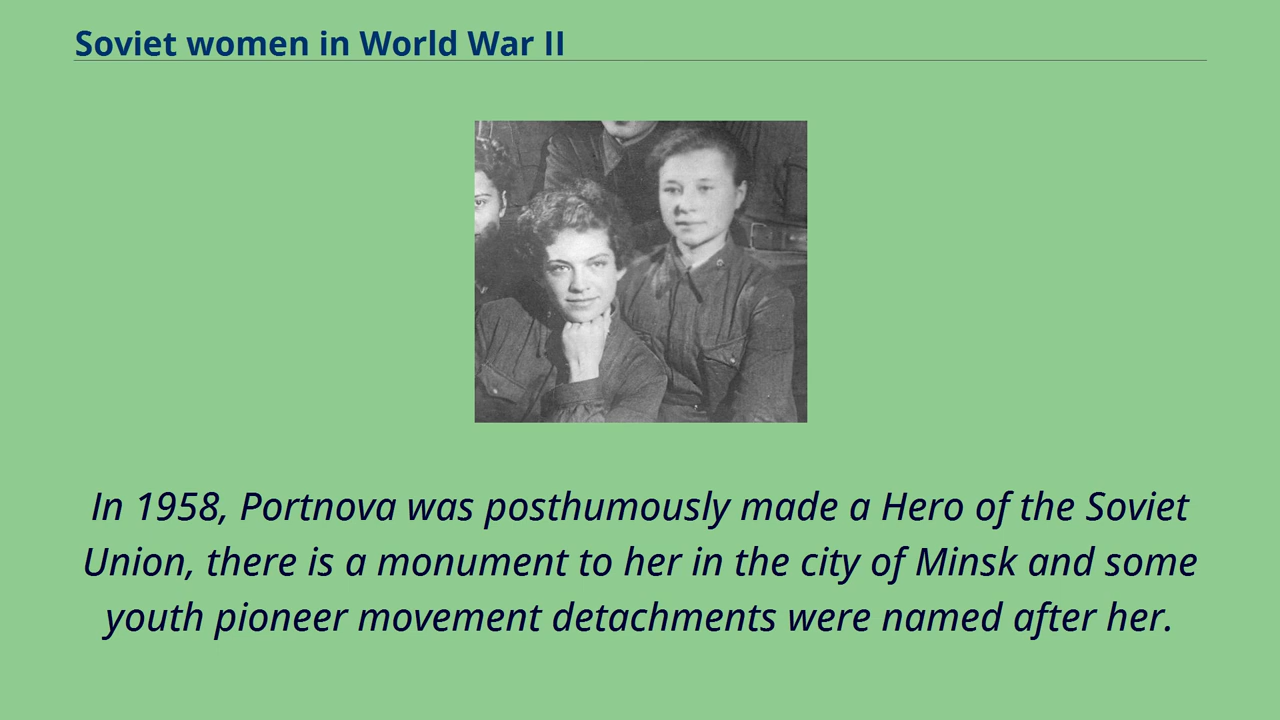 Soviet women in World War II
In 1958, Portnova was posthumously made a Hero of the Soviet
Union, there is a monument to her in the city of Minsk and some
youth pioneer movement detachments were named after her.